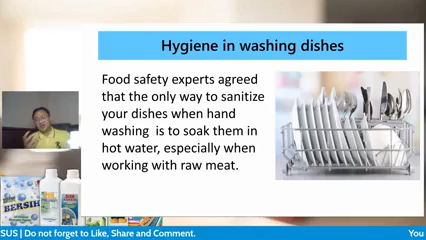 Hygiene in washing dishes
Food safety experts agreed
that the only way to sanitize
your dishes when hand
washing is to soak them in
hot water, especially when
working with raw meat.
BERSIH
SUS | Do not forget to Like, Share and Comment.
You